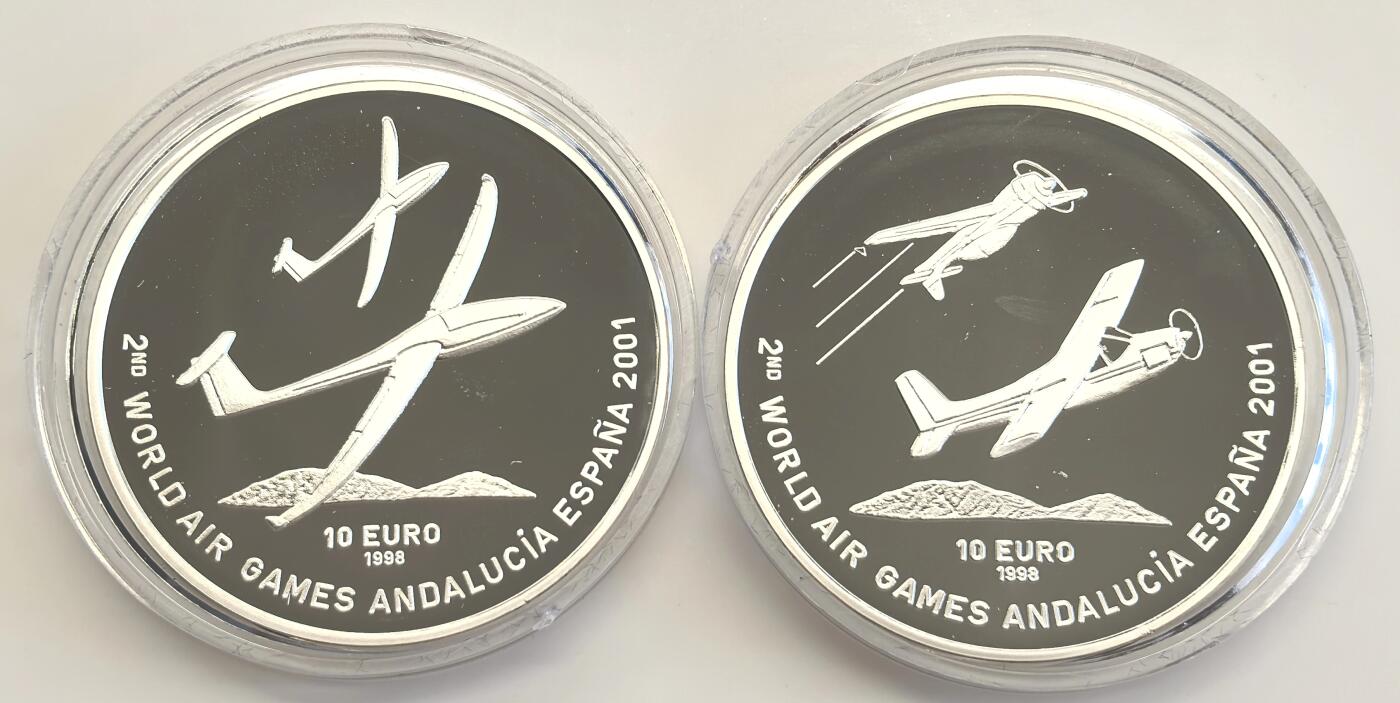 10 EURO
1998
2ND WORLD AIR GAMES ANDALUCÍA ESPAÑA 2001
10 EURO
1998
2ND WORLD AIR GAMES ANDALUCÍA ESPAÑA 2001